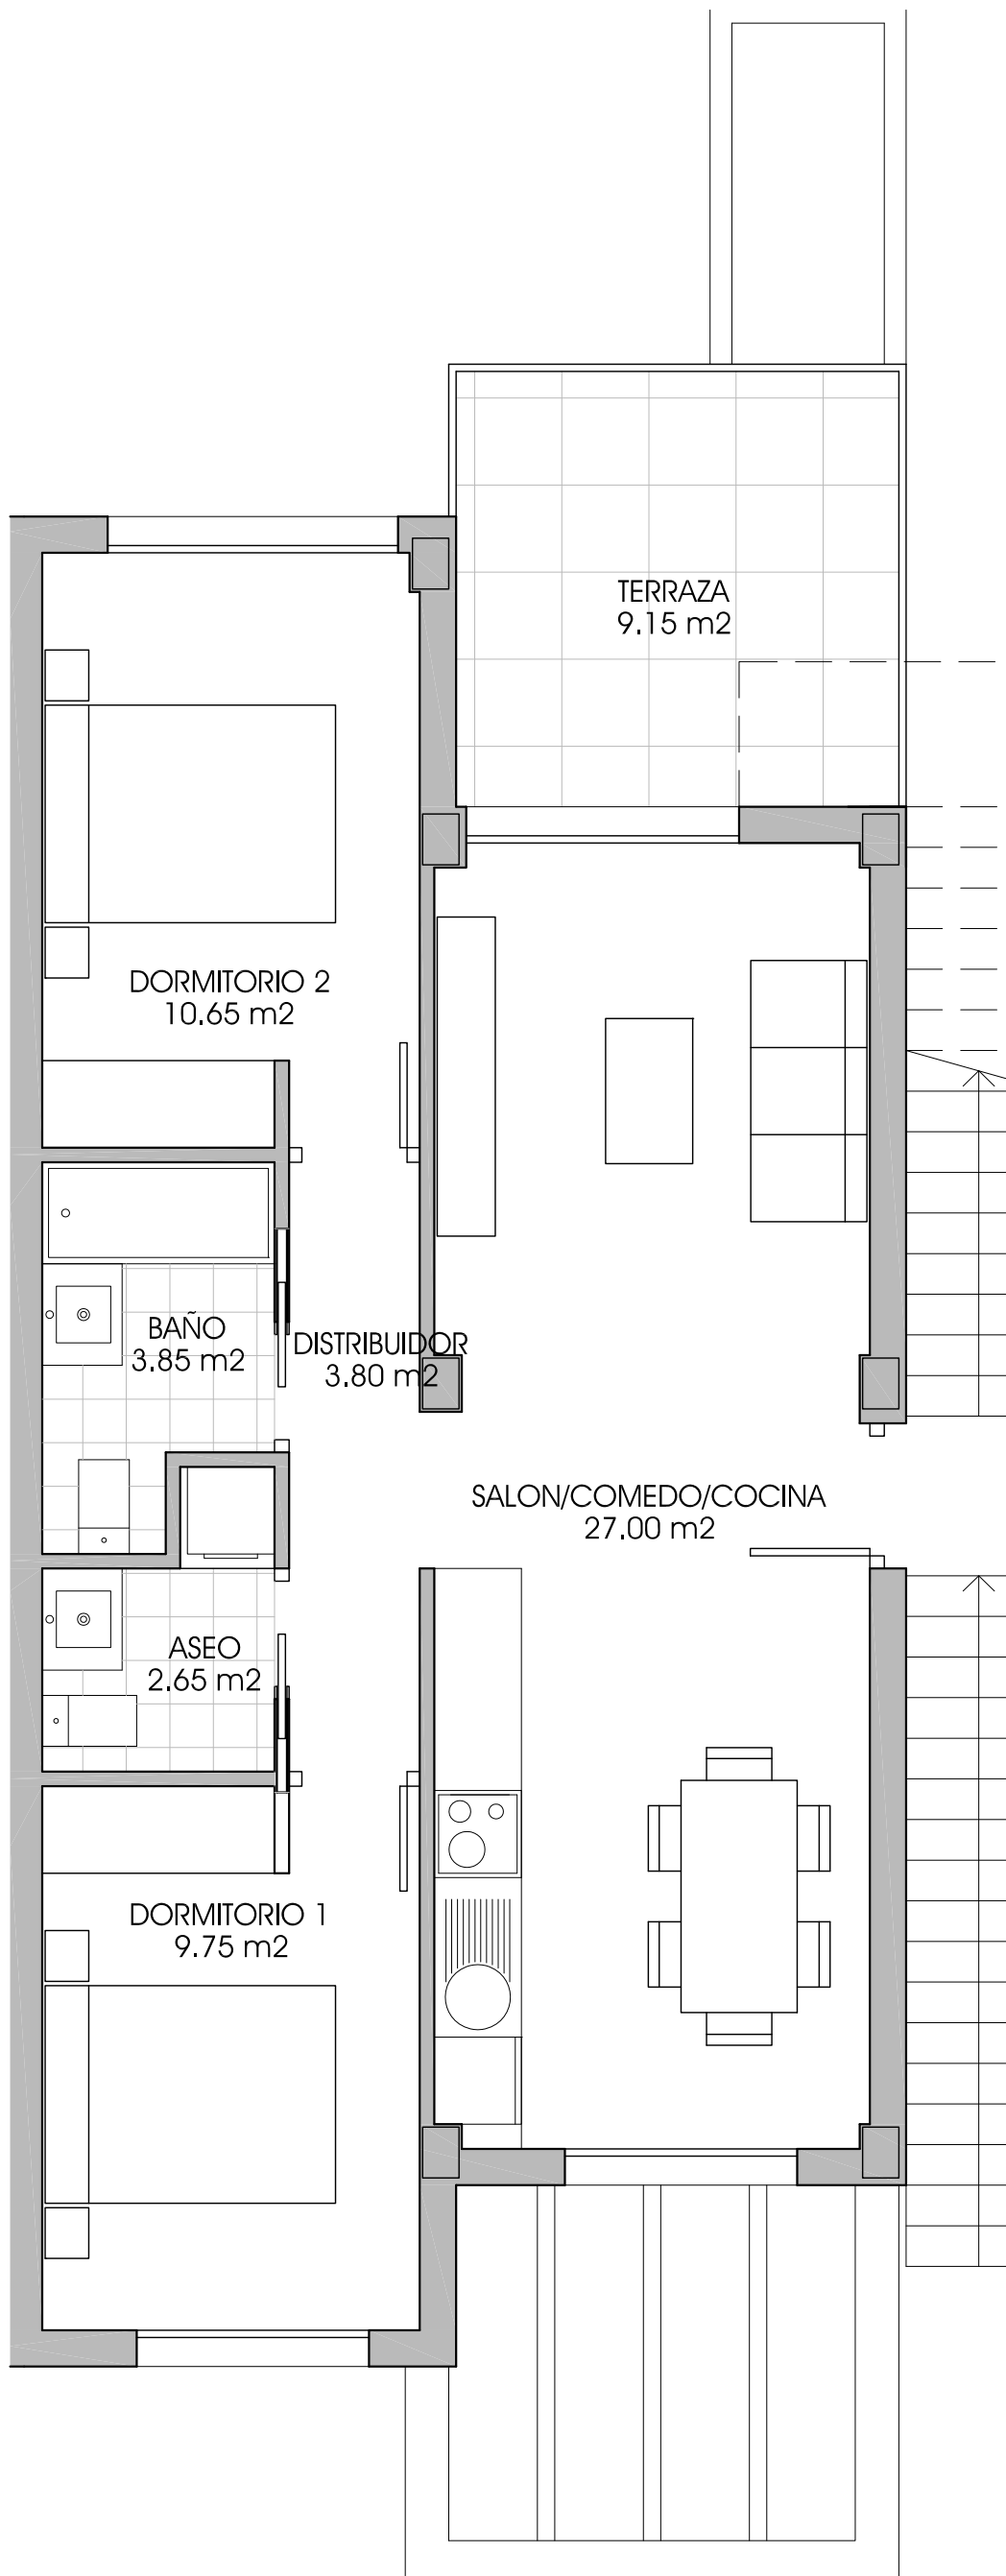 TERRAZA
9.15 m2
DORMITORIO 2
10.65 m2
BAÑO
3.85 m2
DISTRIBUIDOR
3.80 m2
SALON/COMEDO/COCINA
27.00 m2
ASEO
2.65 m2
DORMITORIO 1
9.75 m2